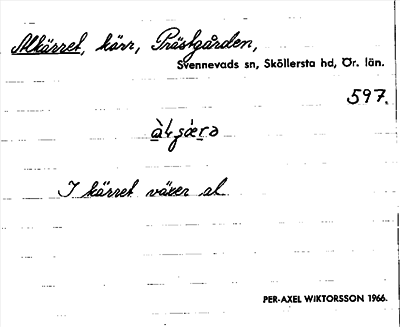 Alkärret, kärr, Prästgården,
Svennevads sn, Sköllersta hd, Ör. län.
597.
I kärret växer al
PER-AXEL WIKTORSSON 1966.